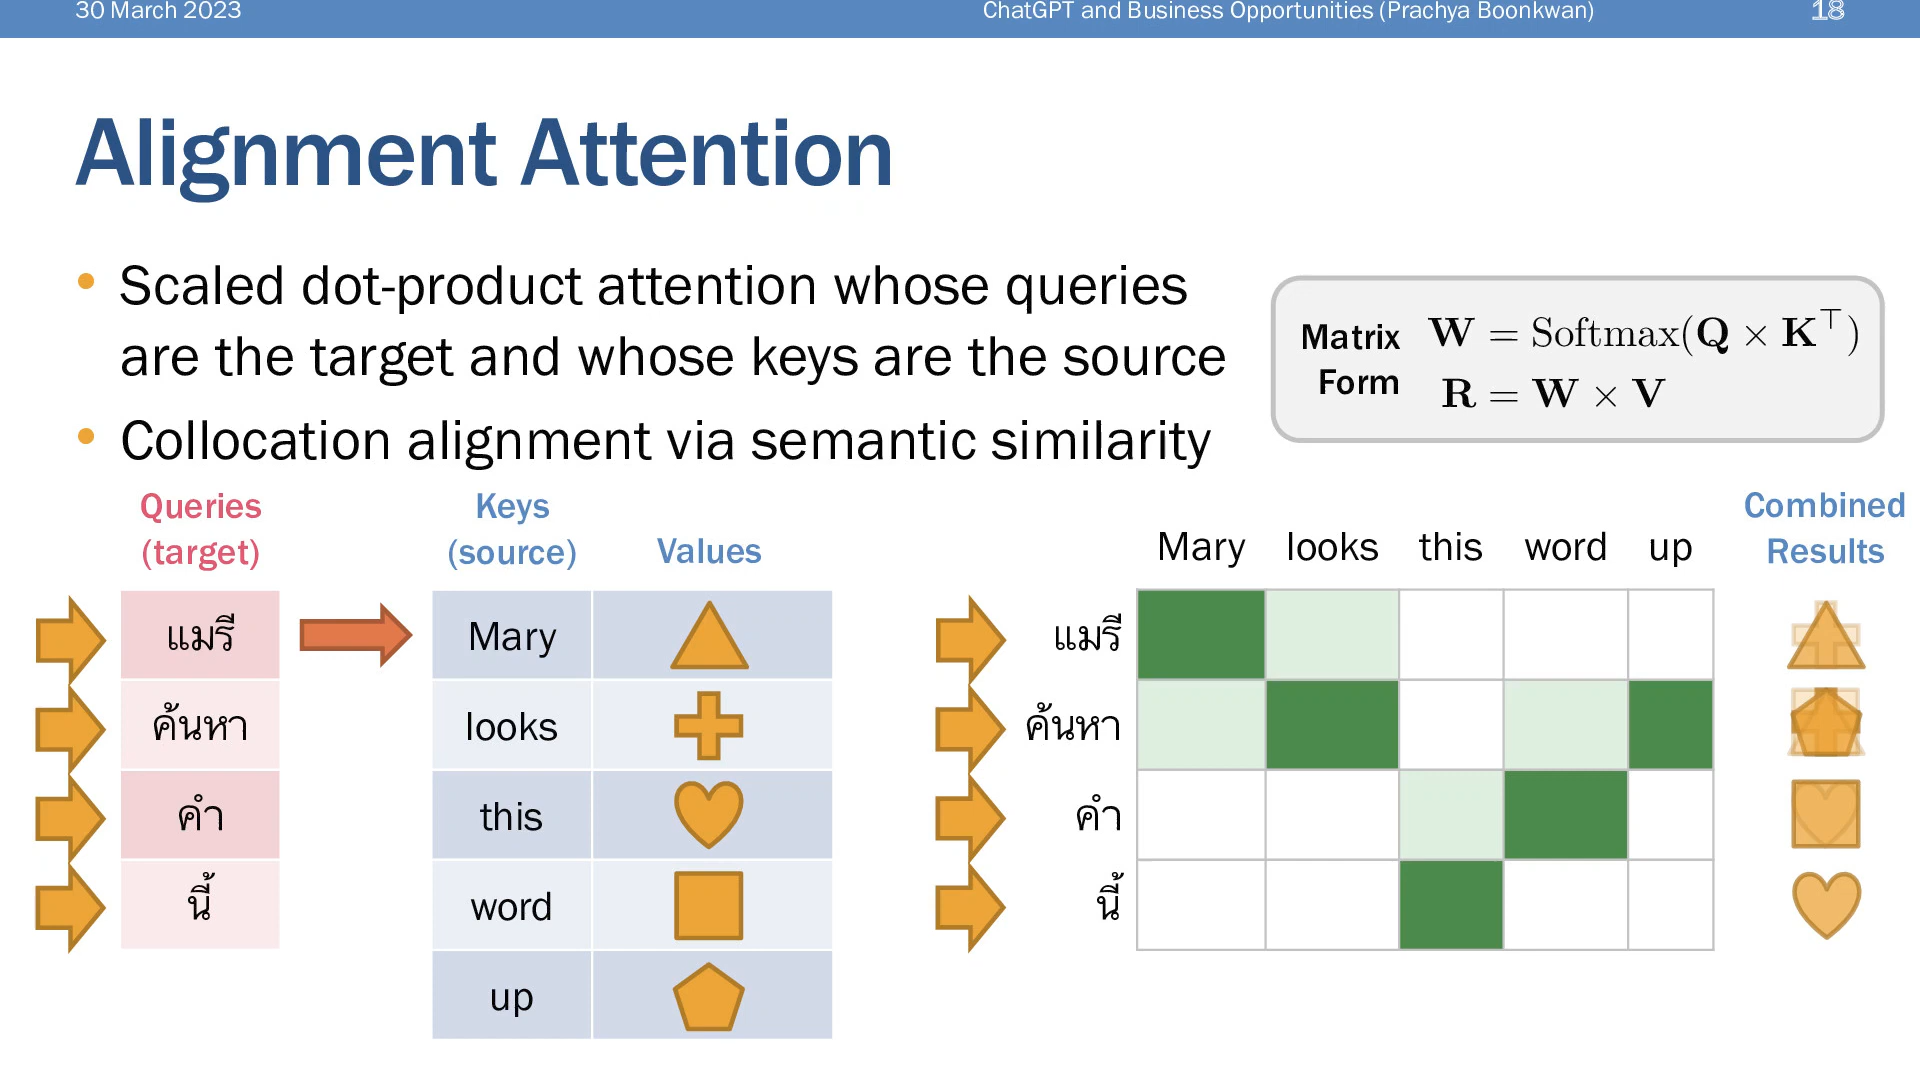 30 March 2023
ChatGPT and Business Opportunities (Prachya Boonkwan)
18
Alignment Attention
• Scaled dot-product attention whose queries
are the target and whose keys are the source
• Collocation alignment via semantic similarity
Matrix Form
W = Softmax(Q × K⊤)
R = W × V
Queries (target)
Keys (source)
Values
แมรี
ค้นหา
คำ
นี้
Mary
looks
this
word
up
Mary looks this word up
แมรี
ค้นหา
คำ
นี้
Combined Results